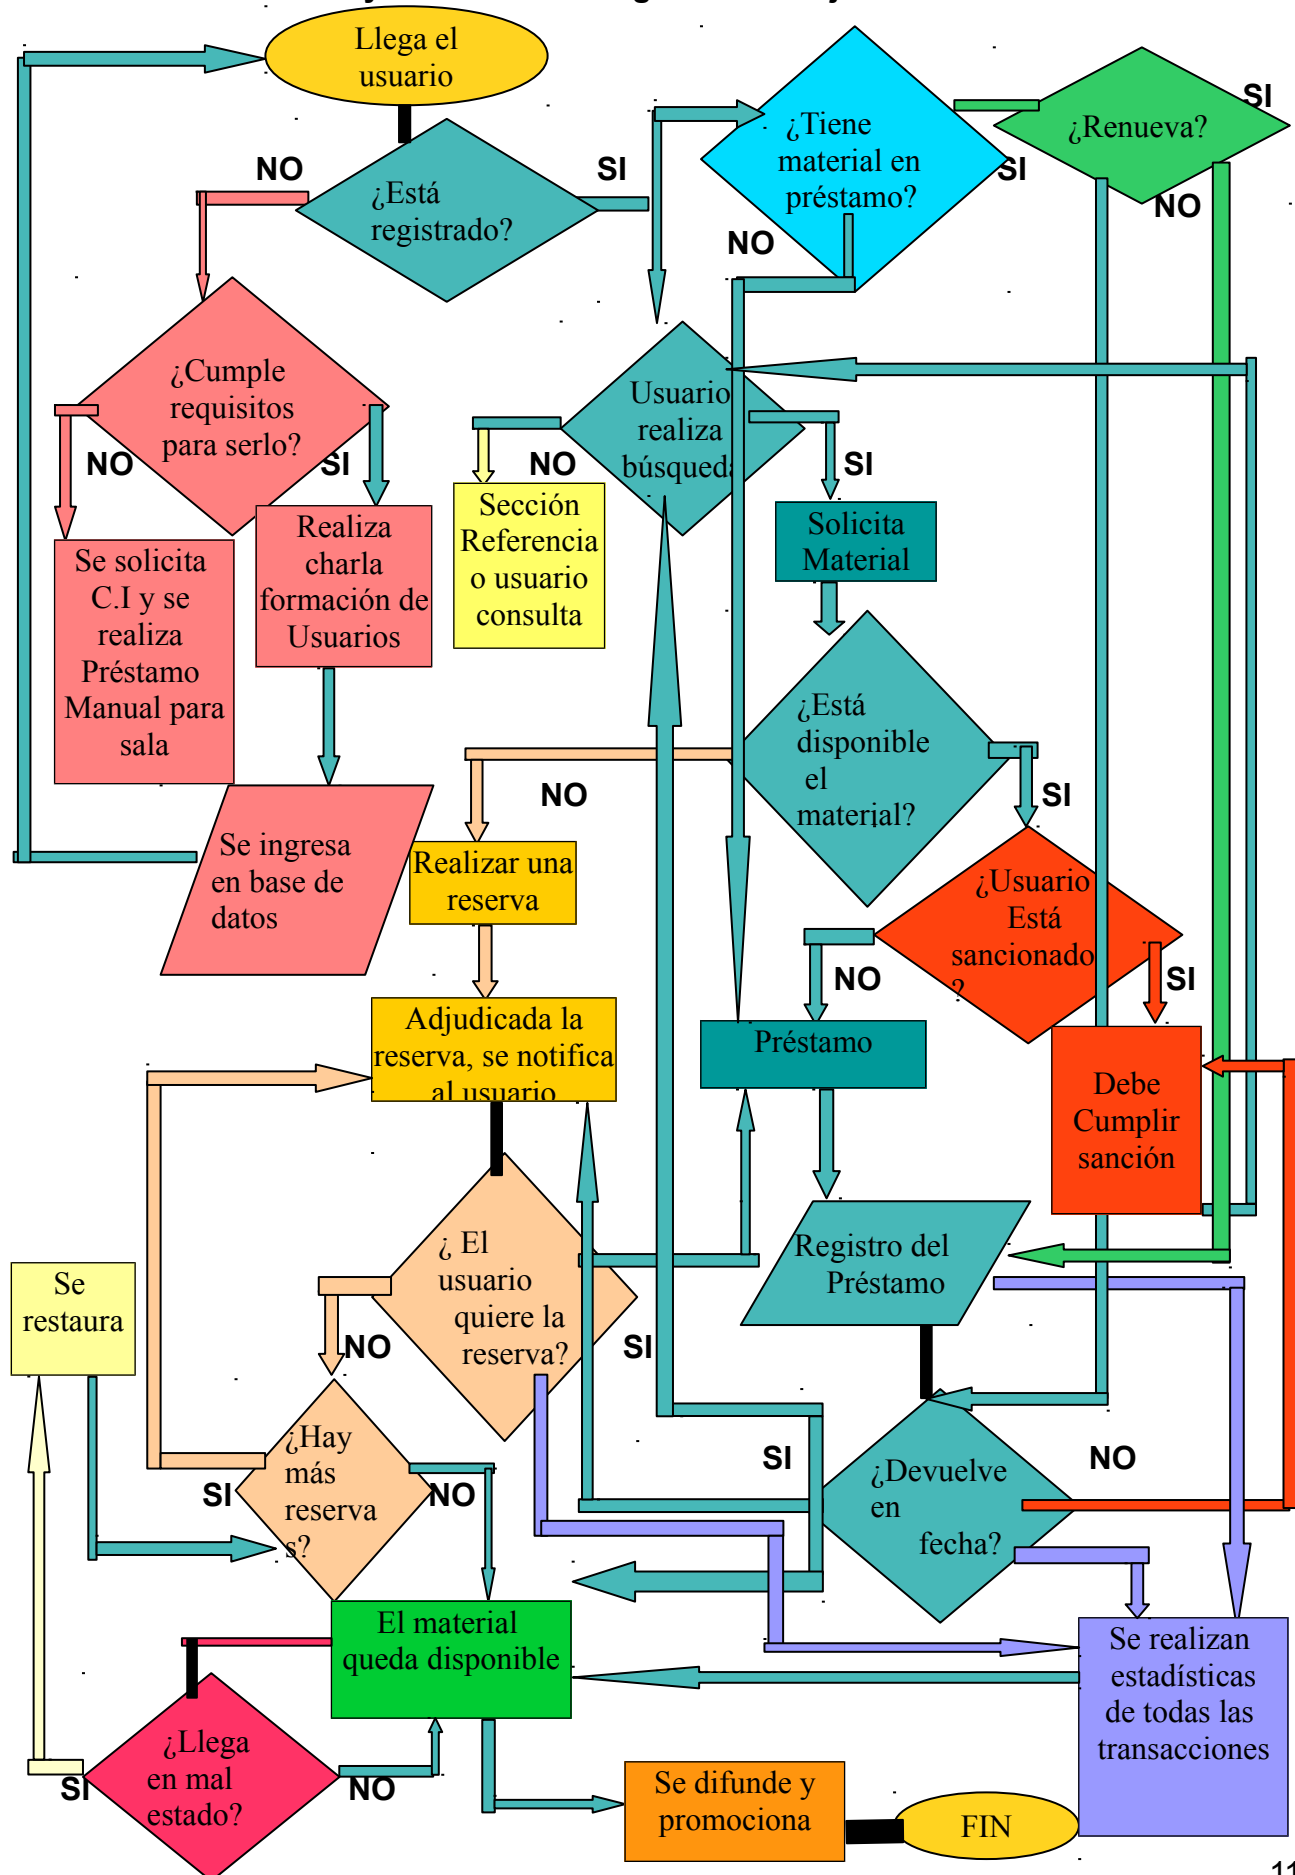 Llega el
usuario
¿Está
registrado?
NO
SI
¿Tiene
material en
préstamo?
NO
SI
¿Renueva?
SI
NO
¿Cumple
requisitos
para serlo?
NO
SI
Usuario
realiza
búsqueda
NO
SI
Se solicita
C.I y se
realiza
Préstamo
Manual para
sala
Realiza
charla
formación de
Usuarios
Sección
Referencia
o usuario
consulta
Solicita
Material
¿Está
disponible
el
material?
NO
SI
Se ingresa
en base de
datos
Realizar una
reserva
¿Usuario
Está
sancionado
?
NO
SI
Adjudicada la
reserva, se notifica
al usuario
Préstamo
Debe
Cumplir
sanción
¿ El
usuario
quiere la
reserva?
NO
SI
Registro del
Préstamo
Se
restaura
¿Hay
más
reserva
s?
SI
NO
¿Devuelve
en
fecha?
SI
NO
El material
queda disponible
Se realizan
estadísticas
de todas las
transacciones
¿Llega
en mal
estado?
SI
NO
Se difunde y
promociona
FIN
11